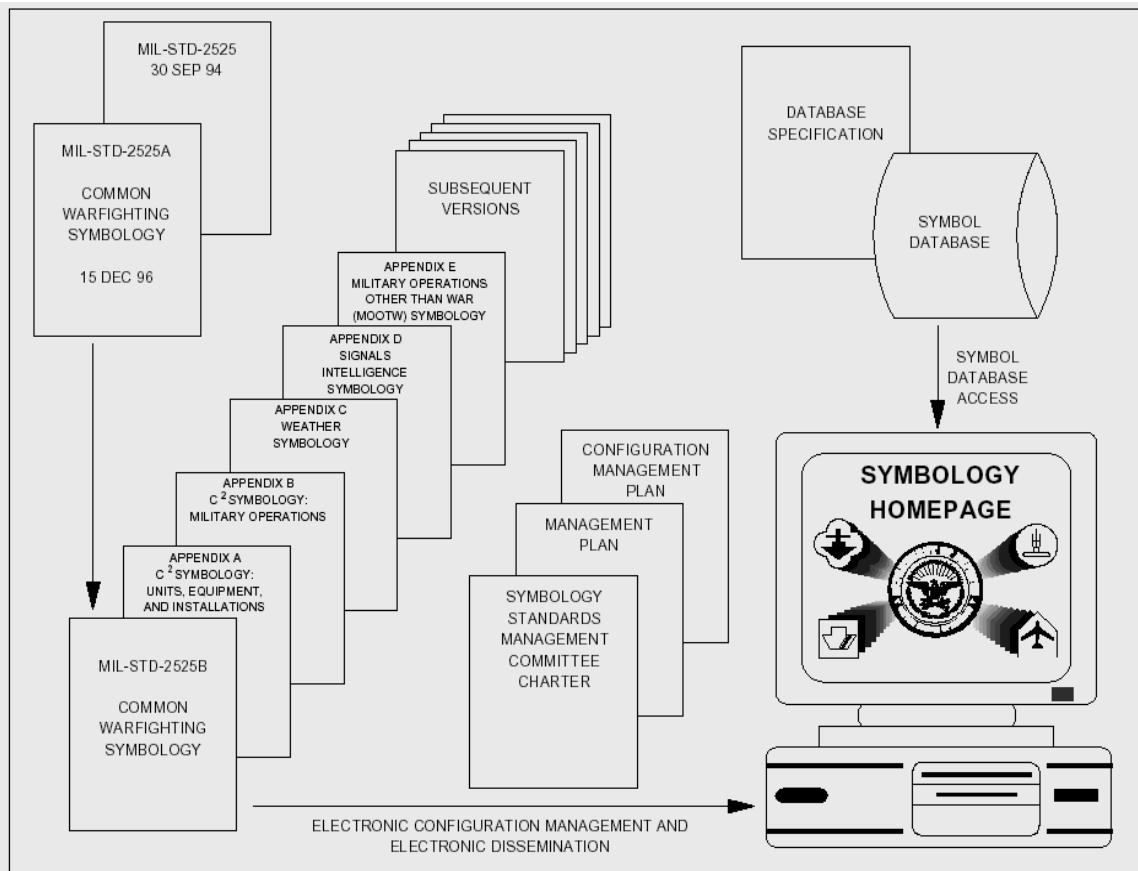 MIL-STD-2525
30 SEP 94
MIL-STD-2525A
COMMON
WARFIGHTING
SYMBOLOGY
15 DEC 96
SUBSEQUENT
VERSIONS
APPENDIX E
MILITARY OPERATIONS
OTHER THAN WAR
(MOOTW) SYMBOLOGY
APPENDIX D
SIGNALS
INTELLIGENCE
SYMBOLOGY
APPENDIX C
WEATHER
SYMBOLOGY
APPENDIX B
C² SYMBOLOGY:
MILITARY OPERATIONS
APPENDIX A
C² SYMBOLOGY:
UNITS, EQUIPMENT,
AND INSTALLATIONS
MIL-STD-2525B
COMMON
WARFIGHTING
SYMBOLOGY
CONFIGURATION
MANAGEMENT
PLAN
MANAGEMENT
PLAN
SYMBOLOGY
STANDARDS
MANAGEMENT
COMMITTEE
CHARTER
DATABASE
SPECIFICATION
SYMBOL
DATABASE
SYMBOL
DATABASE
ACCESS
SYMBOLOGY
HOMEPAGE
ELECTRONIC CONFIGURATION MANAGEMENT AND
ELECTRONIC DISSEMINATION